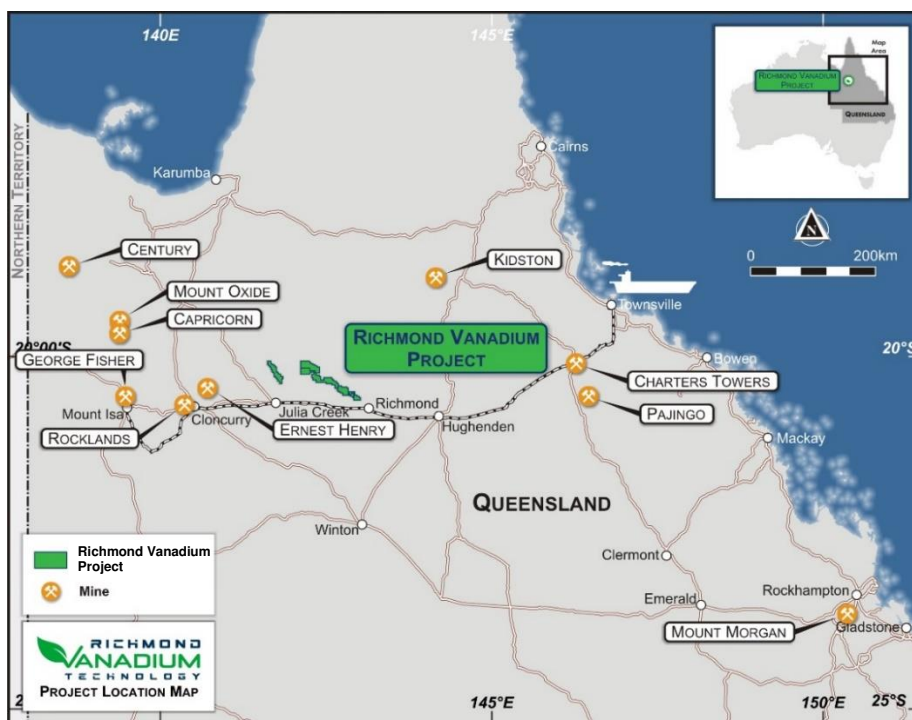 140E
145°E
Map
Area
RICHMOND VANADIUM
PROJECT
QUEENSLAND
NORTHERN TERRITORY
Karumba
Cairns
N
0 200km
CENTURY
KIDSTON
MOUNT OXIDE
CAPRICORN
Townsville
20°00'S
20°S
GEORGE FISHER
RICHMOND VANADIUM
PROJECT
Bowen
CHARTERS TOWERS
Mount Isa
Cloncurry
Julia Creek
Richmond
Hughenden
PAJINGO
ROCKLANDS
ERNEST HENRY
Mackay
QUEENSLAND
Winton
Clermont
Emerald
Rockhampton
Gladstone
MOUNT MORGAN
Richmond Vanadium
Project
Mine
RICHMOND
VANADIUM
TECHNOLOGY
PROJECT LOCATION MAP
145°E
150°E
25°S